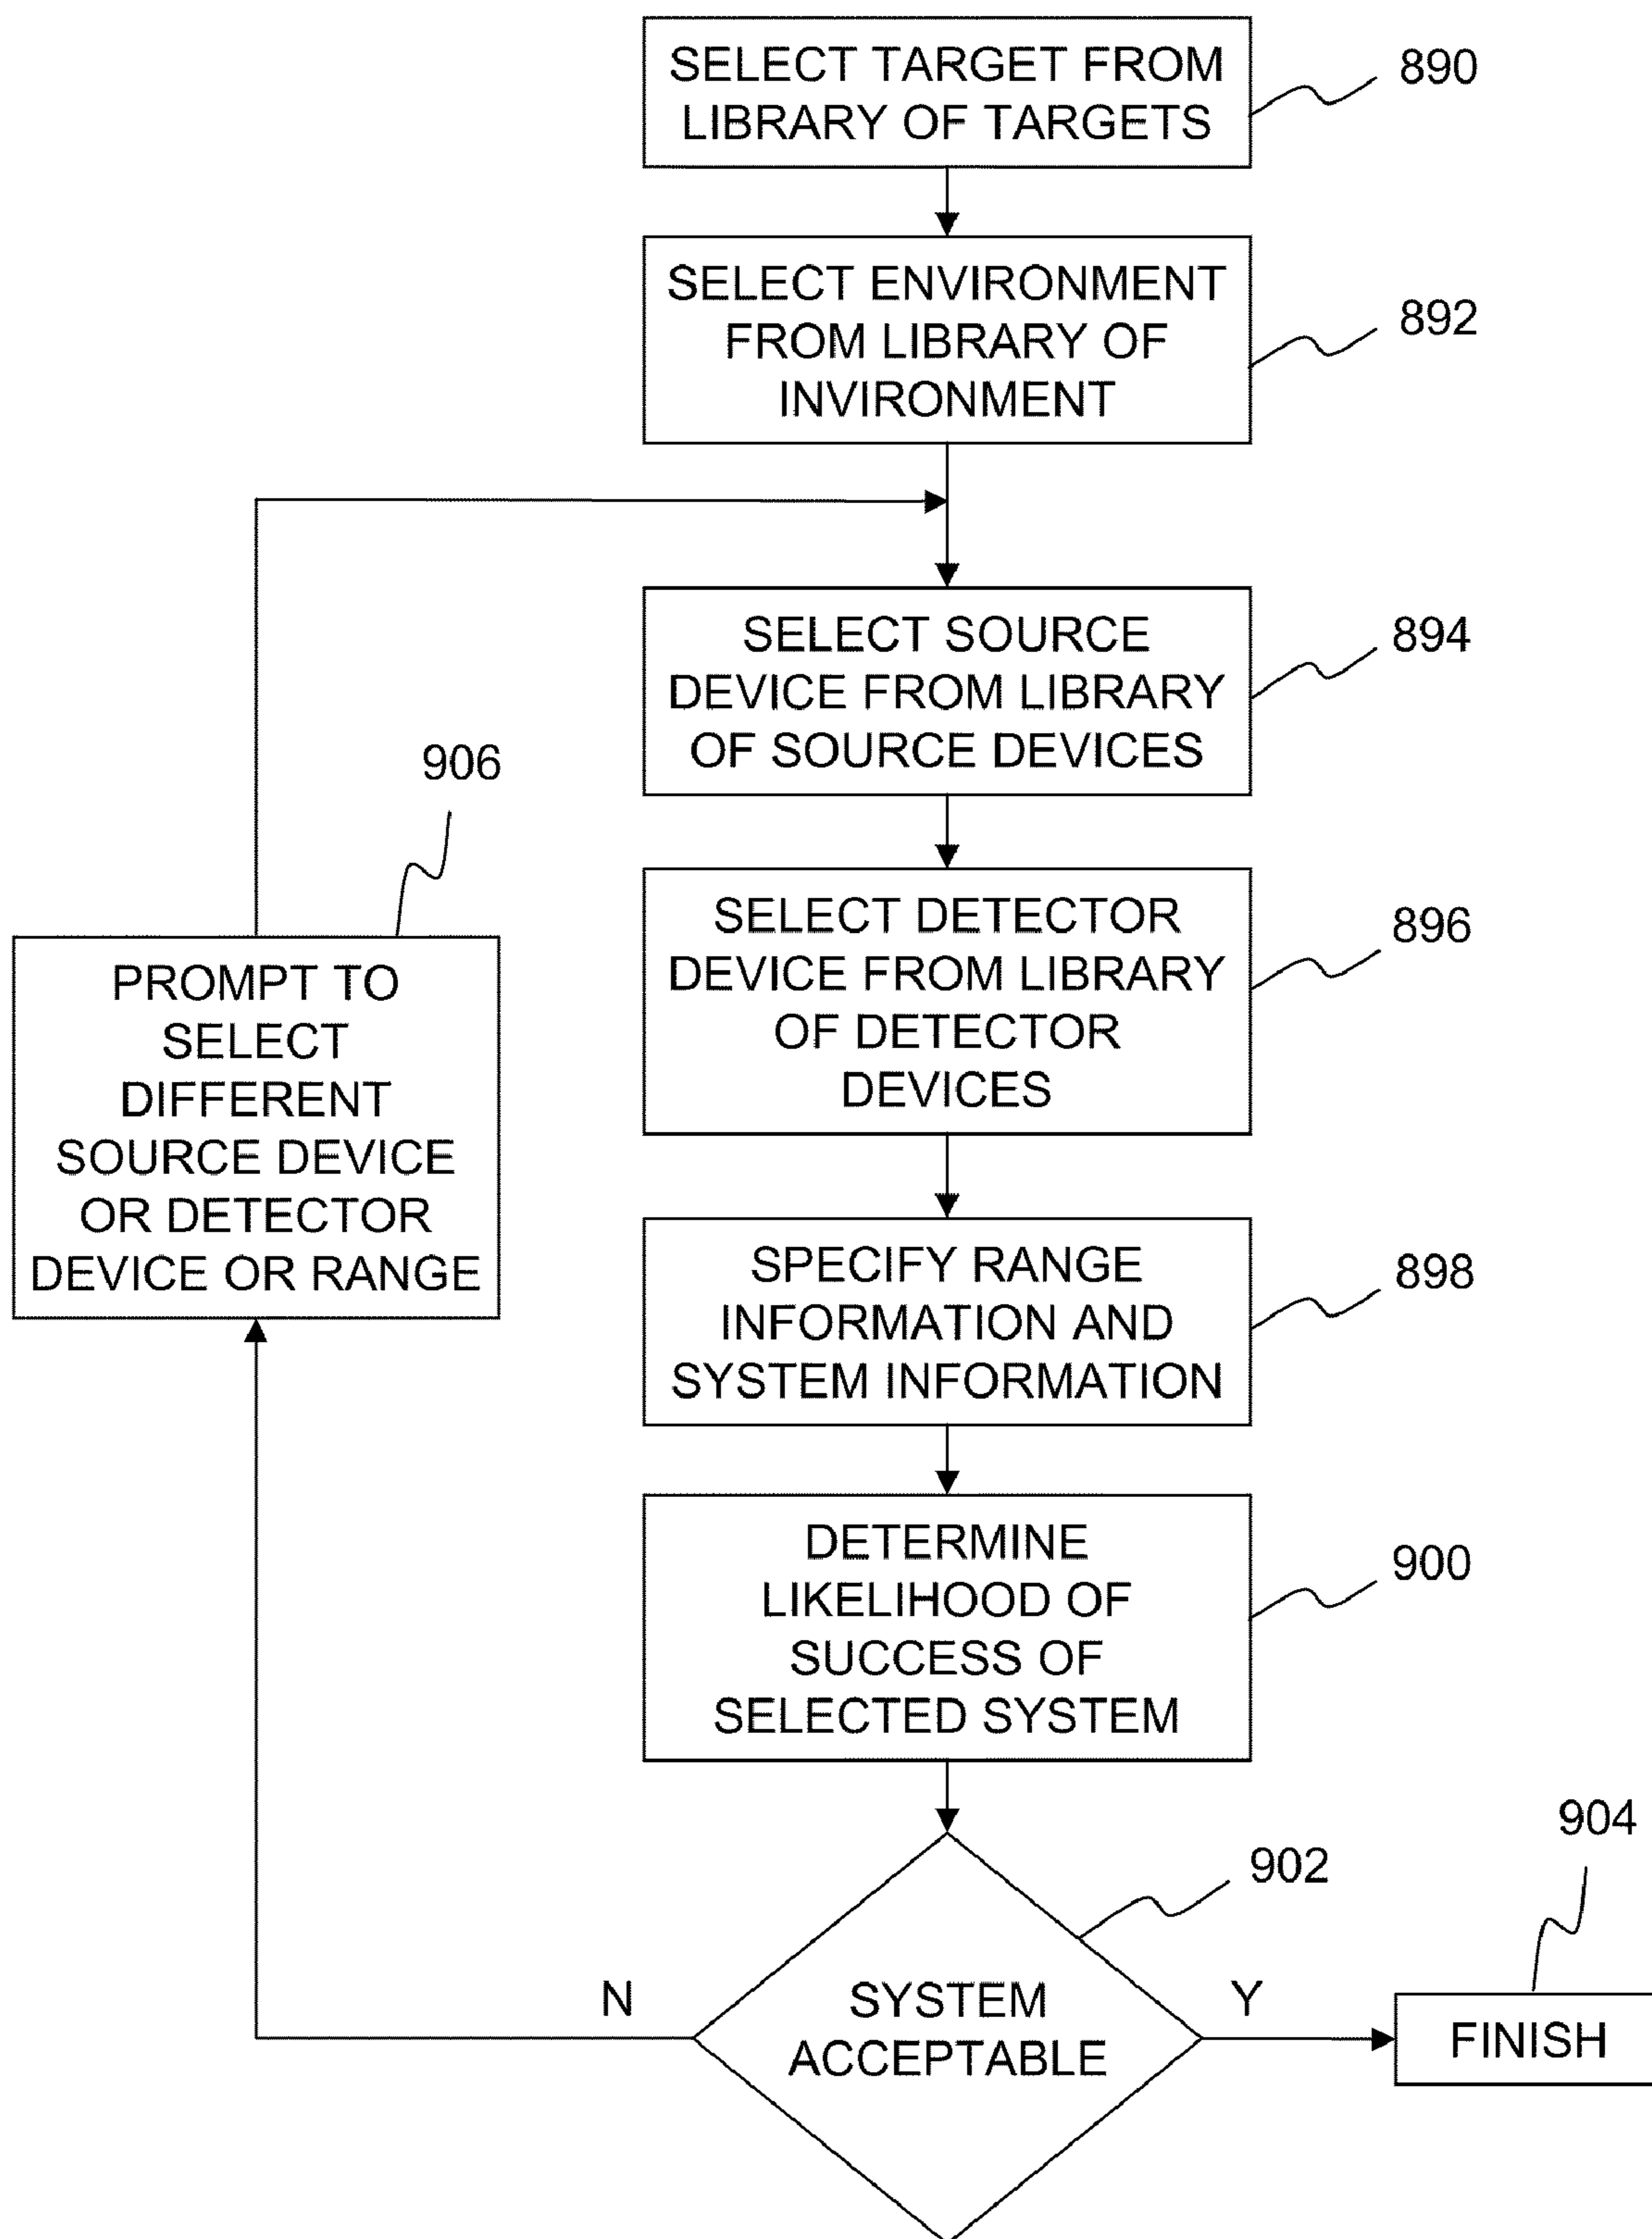 SELECT TARGET FROM
LIBRARY OF TARGETS
890
SELECT ENVIRONMENT
FROM LIBRARY OF
INVIRONMENT
892
SELECT SOURCE
DEVICE FROM LIBRARY
OF SOURCE DEVICES
894
906
PROMPT TO
SELECT
DIFFERENT
SOURCE DEVICE
OR DETECTOR
DEVICE OR RANGE
SELECT DETECTOR
DEVICE FROM LIBRARY
OF DETECTOR
DEVICES
896
SPECIFY RANGE
INFORMATION AND
SYSTEM INFORMATION
898
DETERMINE
LIKELIHOOD OF
SUCCESS OF
SELECTED SYSTEM
900
902
904
N
SYSTEM
ACCEPTABLE
Y
FINISH